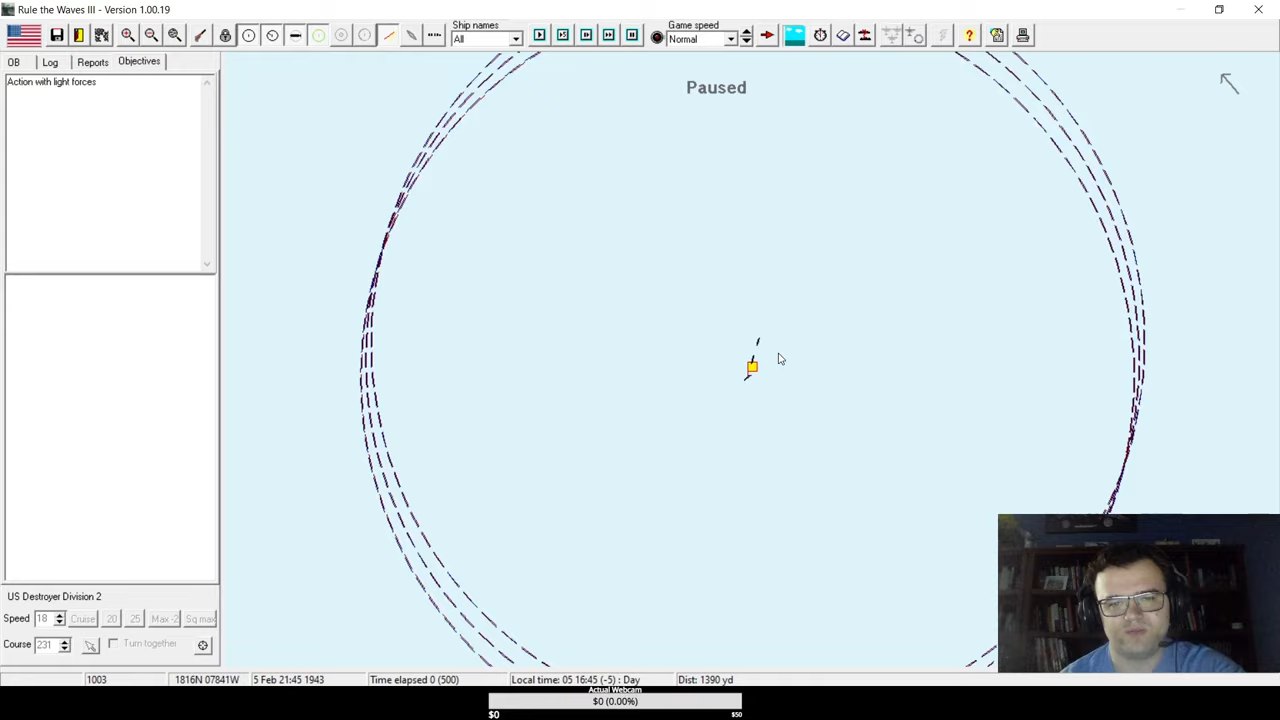 Rule the Waves III - Version 1.00.19
Ship names
All
Game speed
Normal
OB
Log
Reports
Objectives
Action with light forces
Paused
US Destroyer Division 2
Speed 18 Cruise 20 25 Max -2 Sq max
Course 231 Turn together
1003 1816N 07841W 5 Feb 21:45 1943 Time elapsed 0 (500) Local time: 05 16:45 (-5) : Day Dist: 1390 yd
Actual Webcam
$0 (0.00%)
$0 $50